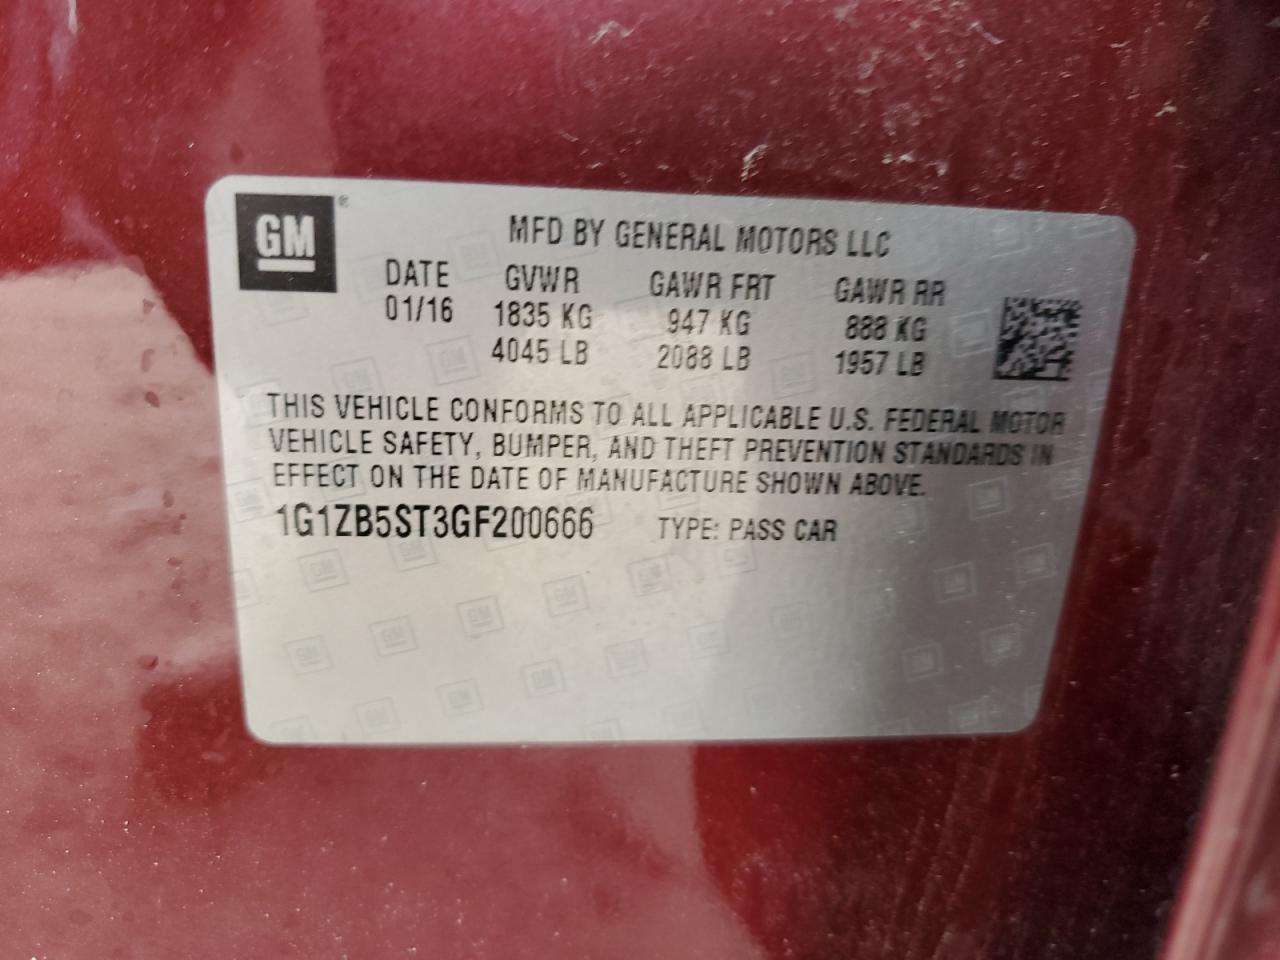 GM®
MFD BY GENERAL MOTORS LLC
DATE GVWR GAWR FRT GAWR RR
01/16 1835 KG 947 KG 888 KG
4045 LB 2088 LB 1957 LB
THIS VEHICLE CONFORMS TO ALL APPLICABLE U.S. FEDERAL MOTOR
VEHICLE SAFETY, BUMPER, AND THEFT PREVENTION STANDARDS IN
EFFECT ON THE DATE OF MANUFACTURE SHOWN ABOVE.
1G1ZB5ST3GF200666 TYPE: PASS CAR